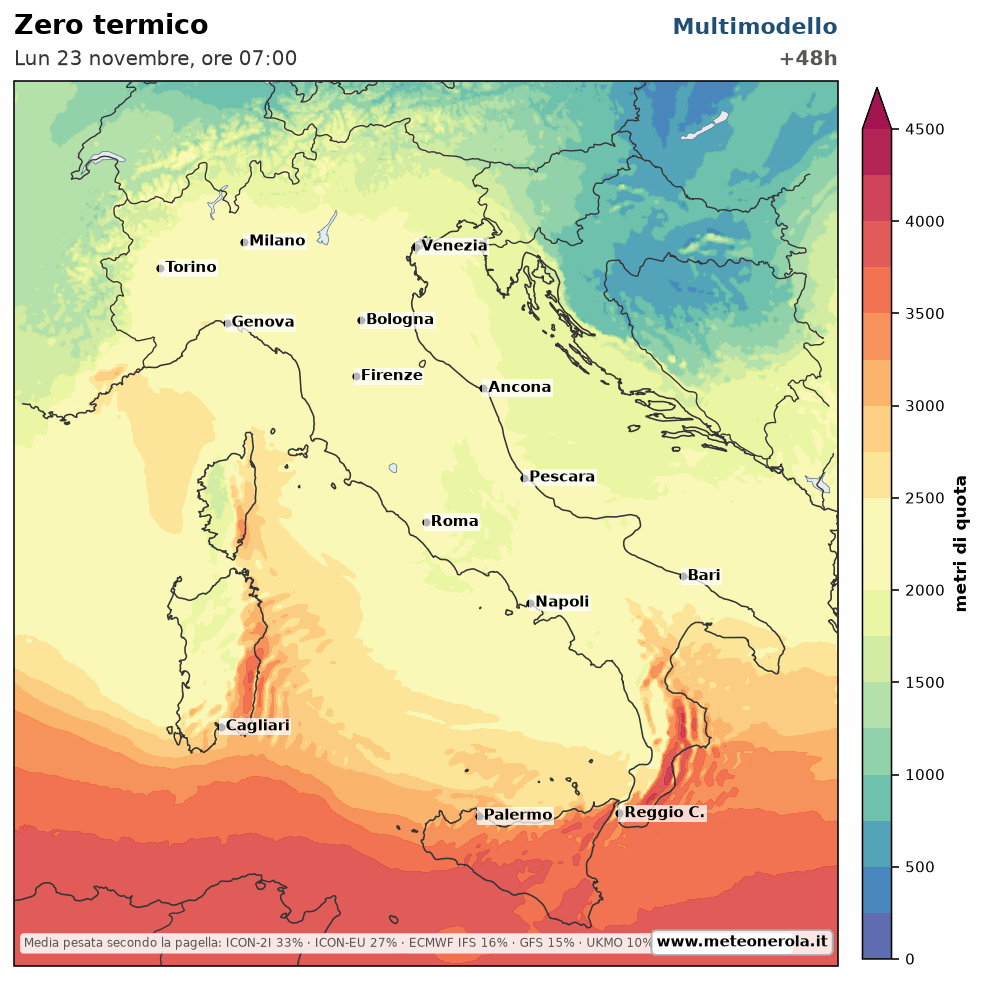 Zero termico
Multimodello
Lun 23 novembre, ore 07:00
+48h
Milano
Venezia
Torino
Genova
Bologna
Firenze
Ancona
Pescara
Roma
Bari
Napoli
Cagliari
Palermo
Reggio C.
4500
4000
3500
3000
2500
2000
1500
1000
500
0
metri di quota
Media pesata secondo la pagella: ICON-2I 33% · ICON-EU 27% · ECMWF IFS 16% · GFS 15% · UKMO 10%
www.meteonerola.it